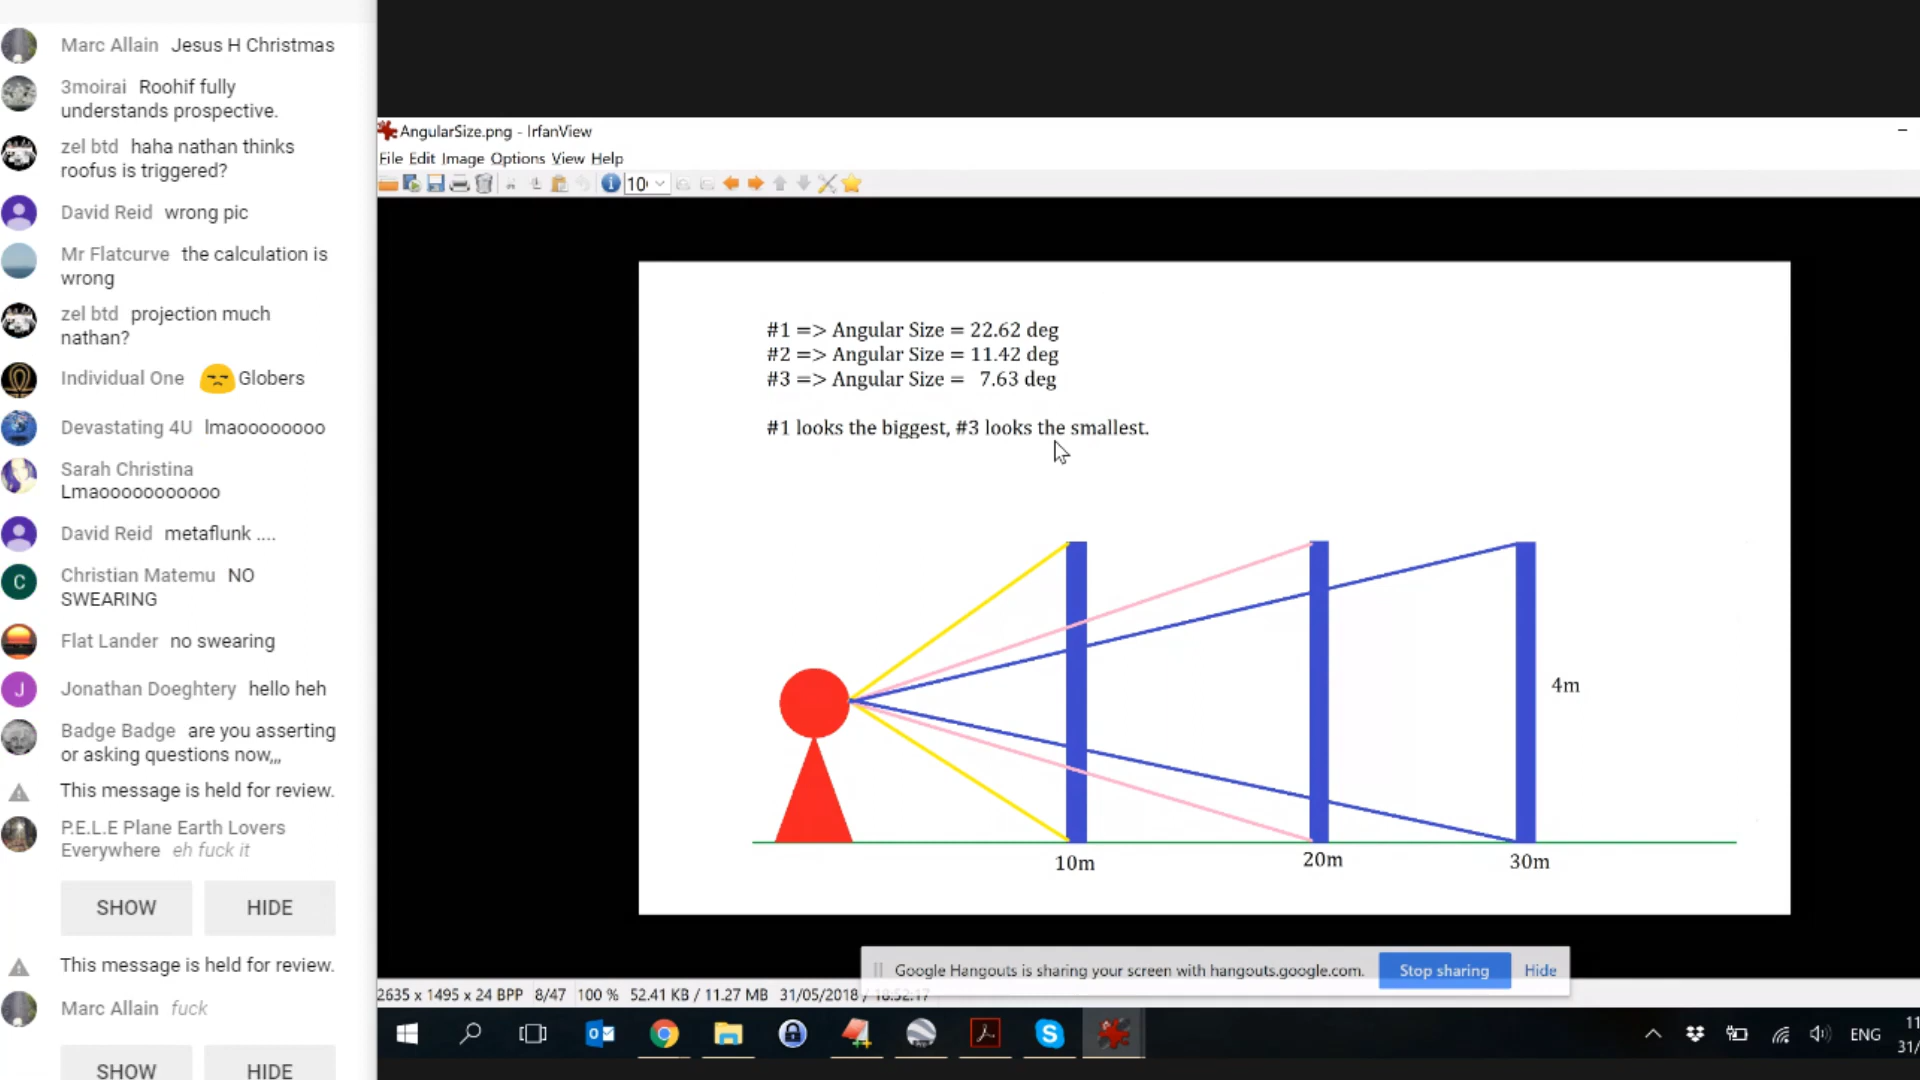 Marc Allain Jesus H Christmas
3moirai Roohif fully
understands prospective.
zel btd haha nathan thinks
roofus is triggered?
David Reid wrong pic
Mr Flatcurve the calculation is
wrong
zel btd projection much
nathan?
Individual One Globers
Devastating 4U lmaoooooooo
Sarah Christina
Lmaooooooooooo
David Reid metaflunk ....
C
Christian Matemu NO
SWEARING
Flat Lander no swearing
J
Jonathan Doeghtery hello heh
Badge Badge are you asserting
or asking questions now,,,
This message is held for review.
P.E.L.E Plane Earth Lovers
Everywhere eh fuck it
SHOW HIDE
This message is held for review.
Marc Allain fuck
SHOW HIDE
AngularSize.png - IrfanView
File Edit Image Options View Help
#1 => Angular Size = 22.62 deg
#2 => Angular Size = 11.42 deg
#3 => Angular Size = 7.63 deg
#1 looks the biggest, #3 looks the smallest.
4m
10m 20m 30m
Google Hangouts is sharing your screen with hangouts.google.com. Stop sharing Hide
2635 x 1495 x 24 BPP 8/47 100 % 52.41 KB / 11.27 MB 31/05/2018 / 18:52:17
ENG